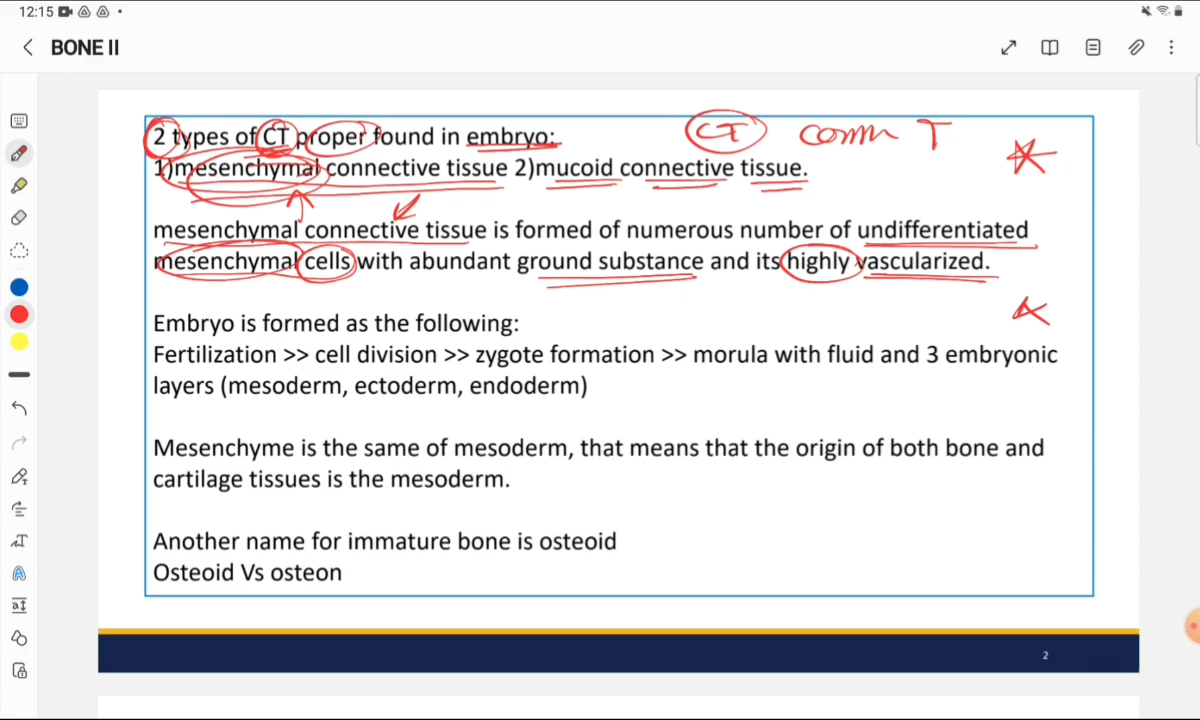 12:15
BONE II
2 types of CT proper found in embryo:
CT comm T
1)mesenchymal connective tissue 2)mucoid connective tissue.
mesenchymal connective tissue is formed of numerous number of undifferentiated
mesenchymal cells with abundant ground substance and its highly vascularized.
Embryo is formed as the following:
Fertilization >> cell division >> zygote formation >> morula with fluid and 3 embryonic
layers (mesoderm, ectoderm, endoderm)
Mesenchyme is the same of mesoderm, that means that the origin of both bone and
cartilage tissues is the mesoderm.
Another name for immature bone is osteoid
Osteoid Vs osteon
2